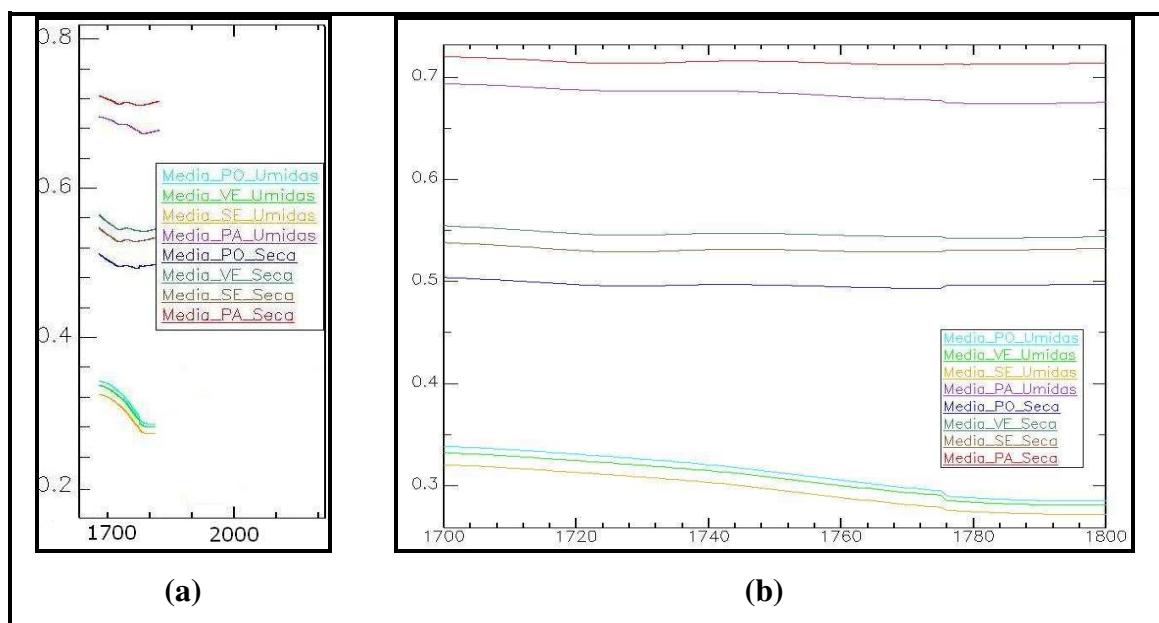 0.8
0.6
0.4
0.2
1700 2000
Media_PO_Umidas
Media_VE_Umidas
Media_SE_Umidas
Media_PA_Umidas
Media_PO_Seca
Media_VE_Seca
Media_SE_Seca
Media_PA_Seca
(a)
0.7
0.6
0.5
0.4
0.3
1700 1720 1740 1760 1780 1800
Media_PO_Umidas
Media_VE_Umidas
Media_SE_Umidas
Media_PA_Umidas
Media_PO_Seca
Media_VE_Seca
Media_SE_Seca
Media_PA_Seca
(b)